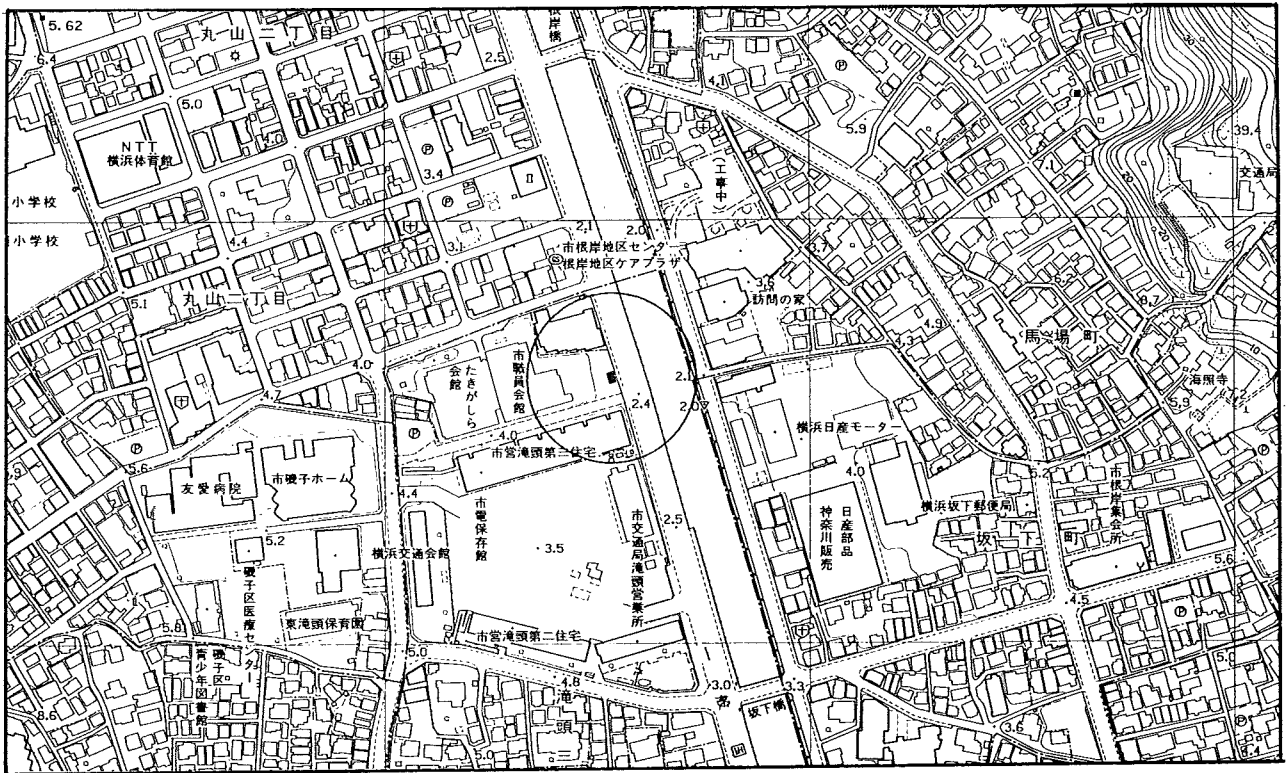 5.62
丸山二丁目
根岸橋
6.4
2.5
4.1
5.0
5.9
39.4
NTT
横浜体育館
4.0
3.4
(工事中)
7.1
交通局
小学校
小学校
4.4
3.1
2.1
2.0
市根岸地区センター
根岸地区ケアプラザ
3.7
5.1
丸山二丁目
訪問の家
8.7
4.9
馬場町
4.3
4.0
たきがしら会館
市職員会館
2.1
2.0
2.4
海照寺
5.9
4.7
4.0
市営滝頭第二住宅
横浜日産モーター
5.6
友愛病院
市磯子ホーム
4.4
4.0
市電保存館
2.5
市交通局滝頭営業所
日産部品
神奈川販売
横浜坂下郵便局
坂下町
市根岸集会所
5.2
横浜交通会館
3.5
5.6
磯子区医療センター
東滝頭保育園
5.8
市営滝頭第二住宅
4.5
磯子区
青少年図書館
5.0
4.8
3.0
3.3
坂下橋
滝頭三
8.6
3.6
5.0
4.4